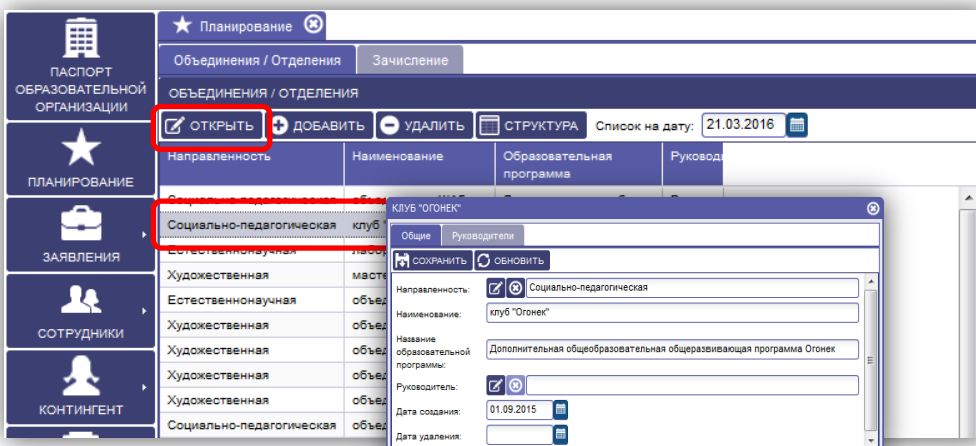 ПАСПОРТ
ОБРАЗОВАТЕЛЬНОЙ
ОРГАНИЗАЦИИ
ПЛАНИРОВАНИЕ
ЗАЯВЛЕНИЯ
СОТРУДНИКИ
КОНТИНГЕНТ
Планирование
Объединения / Отделения Зачисление
ОБЪЕДИНЕНИЯ / ОТДЕЛЕНИЯ
ОТКРЫТЬ ДОБАВИТЬ УДАЛИТЬ СТРУКТУРА Список на дату: 21.03.2016
Направленность Наименование Образовательная программа Руковод
Социально-педагогическая
Социально-педагогическая клуб "
Естественнонаучная лабор
Художественная масте
Естественнонаучная объед
Художественная объед
Художественная объед
Художественная объед
Художественная объед
Социально-педагогическая объед
КЛУБ "ОГОНЕК"
Общие Руководители
СОХРАНИТЬ ОБНОВИТЬ
Направленность: Социально-педагогическая
Наименование: клуб "Огонек"
Название
образовательной
программы: Дополнительная общеобразовательная общеразвивающая программа Огонек
Руководитель:
Дата создания: 01.09.2015
Дата удаления: